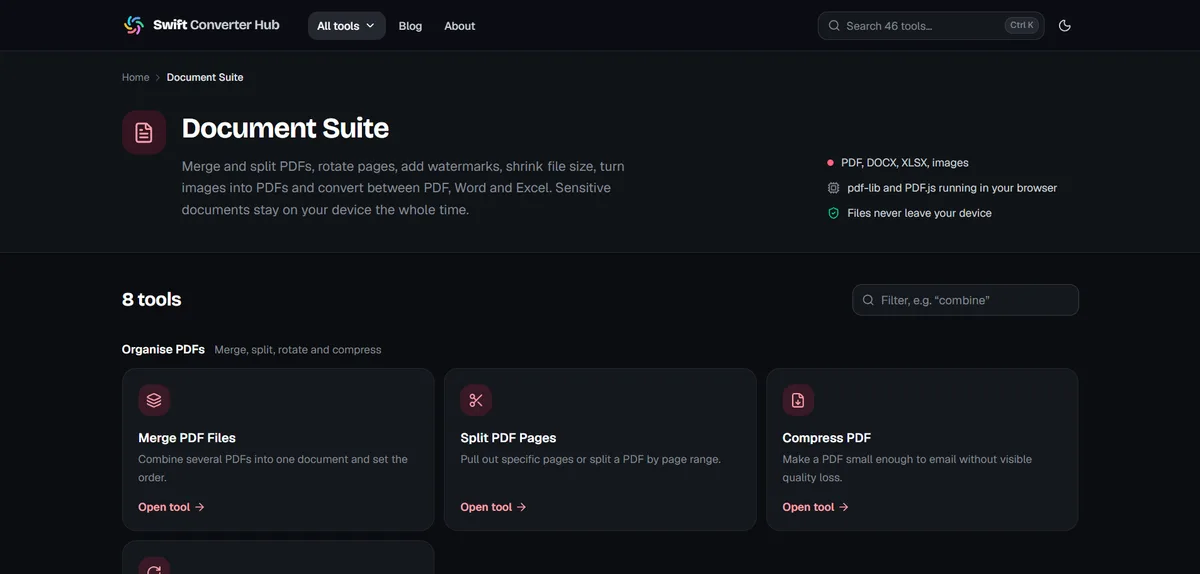 Swift Converter Hub
All tools
Blog
About
Search 46 tools...
Ctrl K
Home > Document Suite
Document Suite
Merge and split PDFs, rotate pages, add watermarks, shrink file size, turn
images into PDFs and convert between PDF, Word and Excel. Sensitive
documents stay on your device the whole time.
PDF, DOCX, XLSX, images
pdf-lib and PDF.js running in your browser
Files never leave your device
8 tools
Filter, e.g. “combine”
Organise PDFs Merge, split, rotate and compress
Merge PDF Files
Combine several PDFs into one document and set the
order.
Open tool →
Split PDF Pages
Pull out specific pages or split a PDF by page range.
Open tool →
Compress PDF
Make a PDF small enough to email without visible
quality loss.
Open tool →